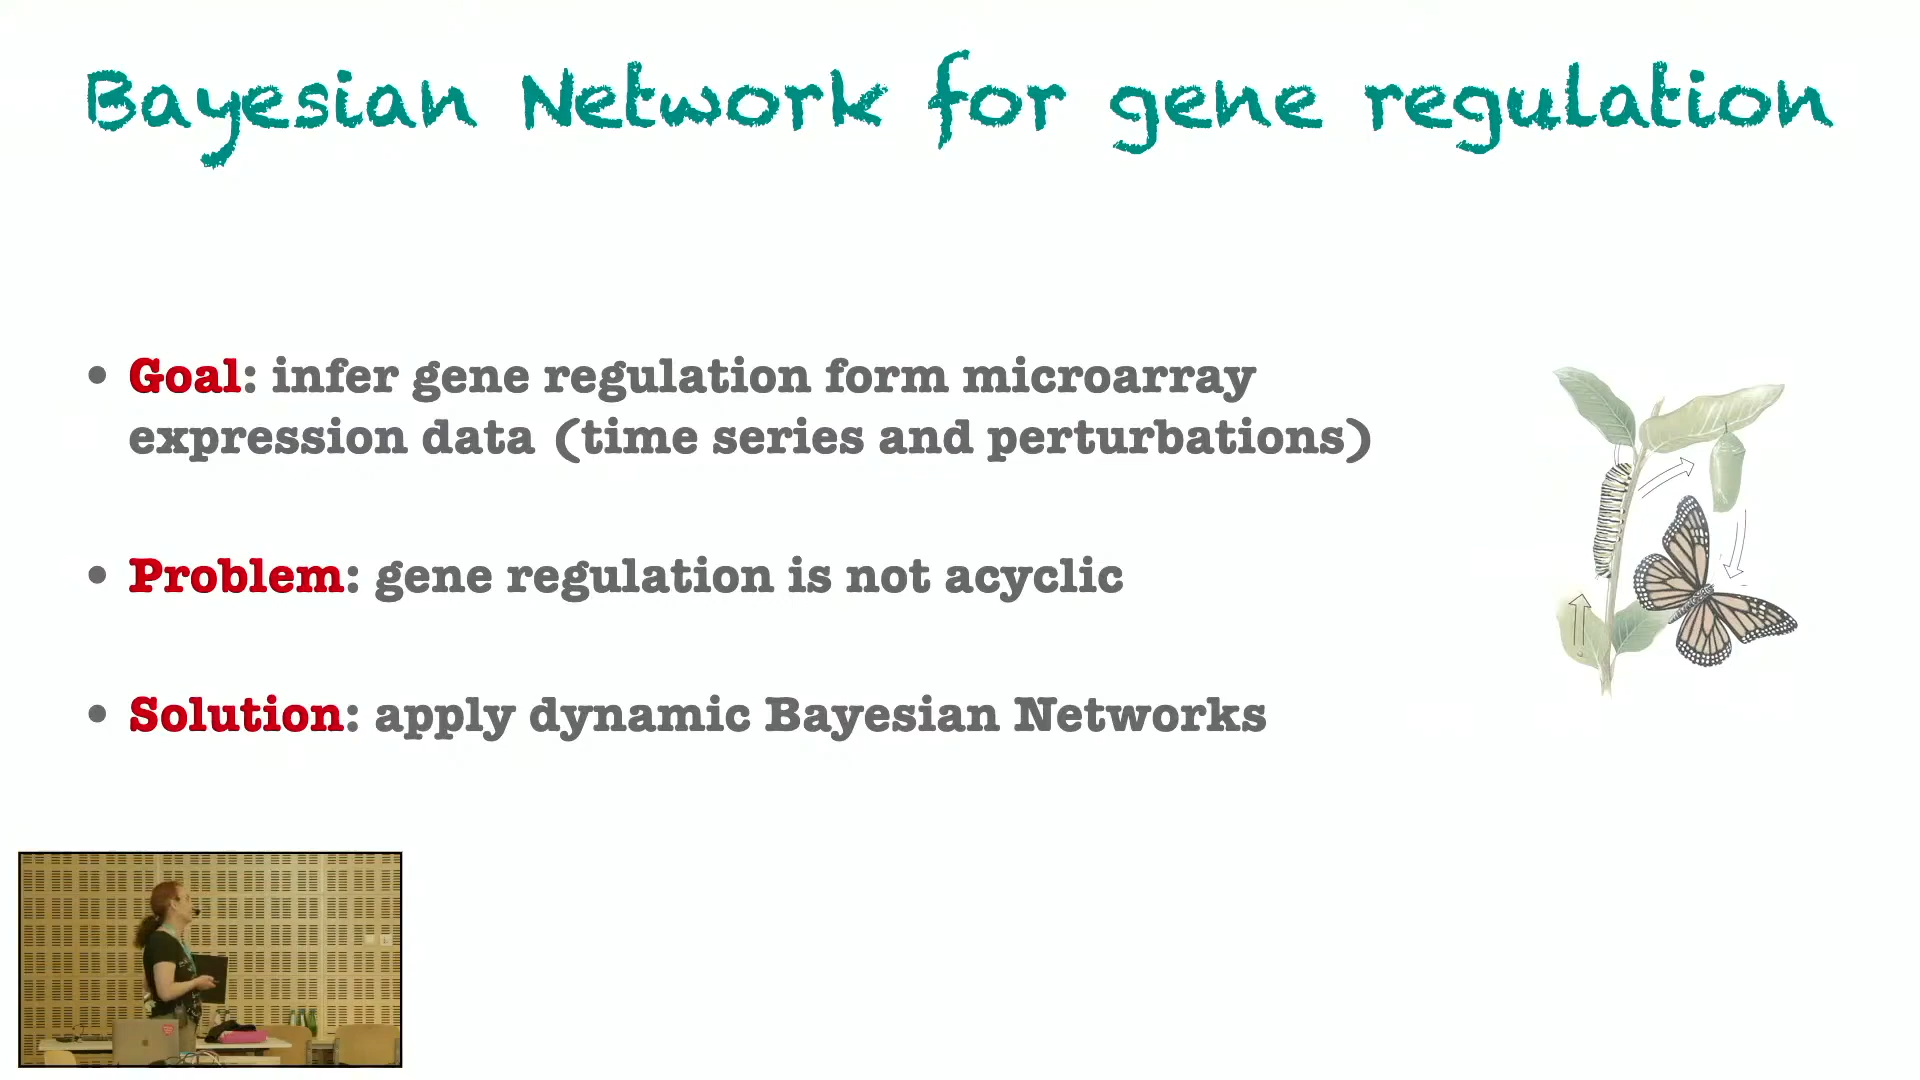 Bayesian Network for gene regulation
• Goal: infer gene regulation form microarray
expression data (time series and perturbations)
• Problem: gene regulation is not acyclic
• Solution: apply dynamic Bayesian Networks